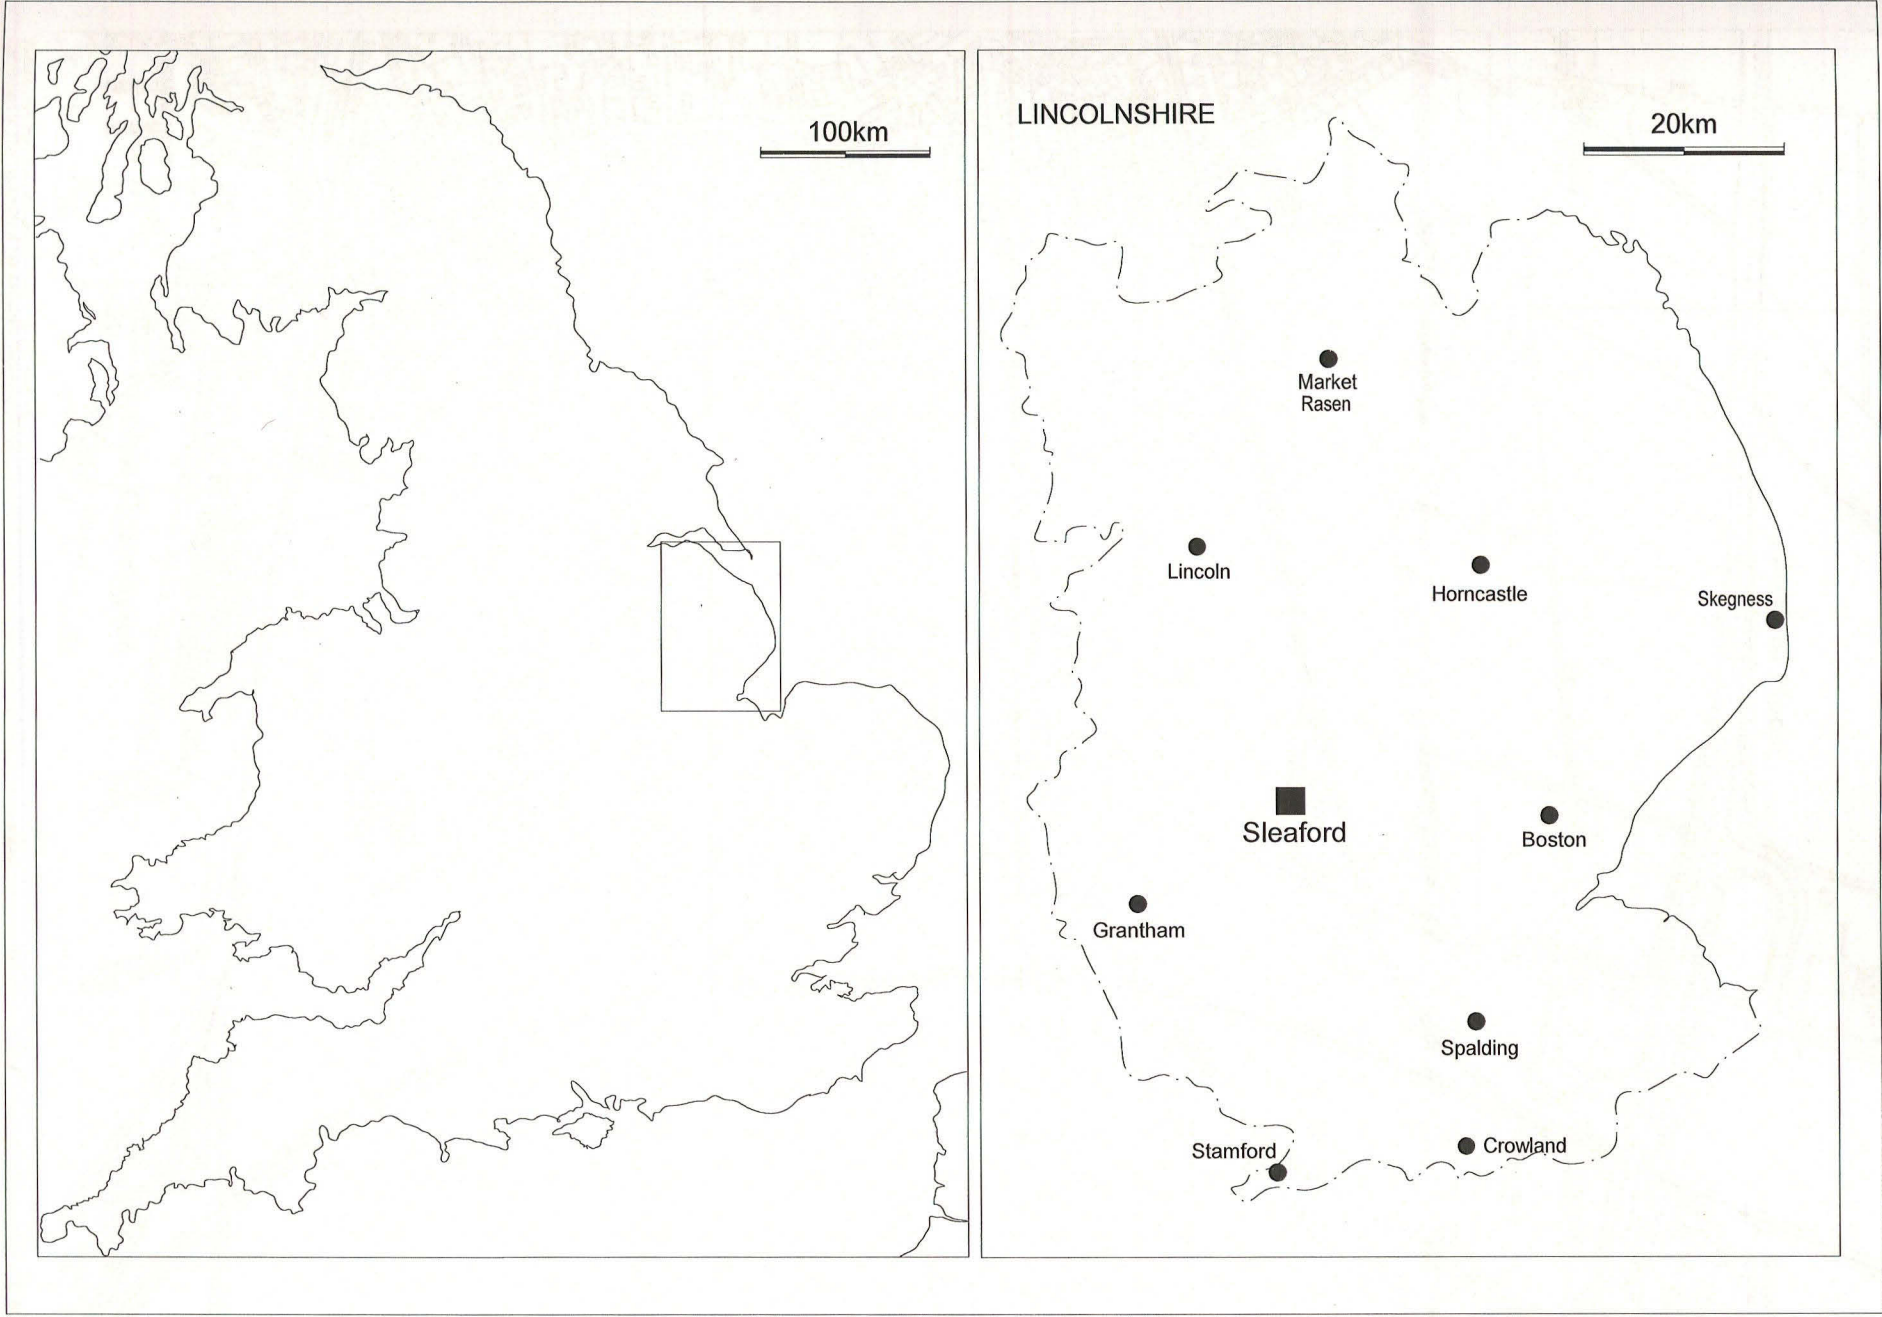 100km
LINCOLNSHIRE
20km
Market
Rasen
Lincoln
Horncastle
Skegness
Sleaford
Boston
Grantham
Spalding
Stamford
Crowland